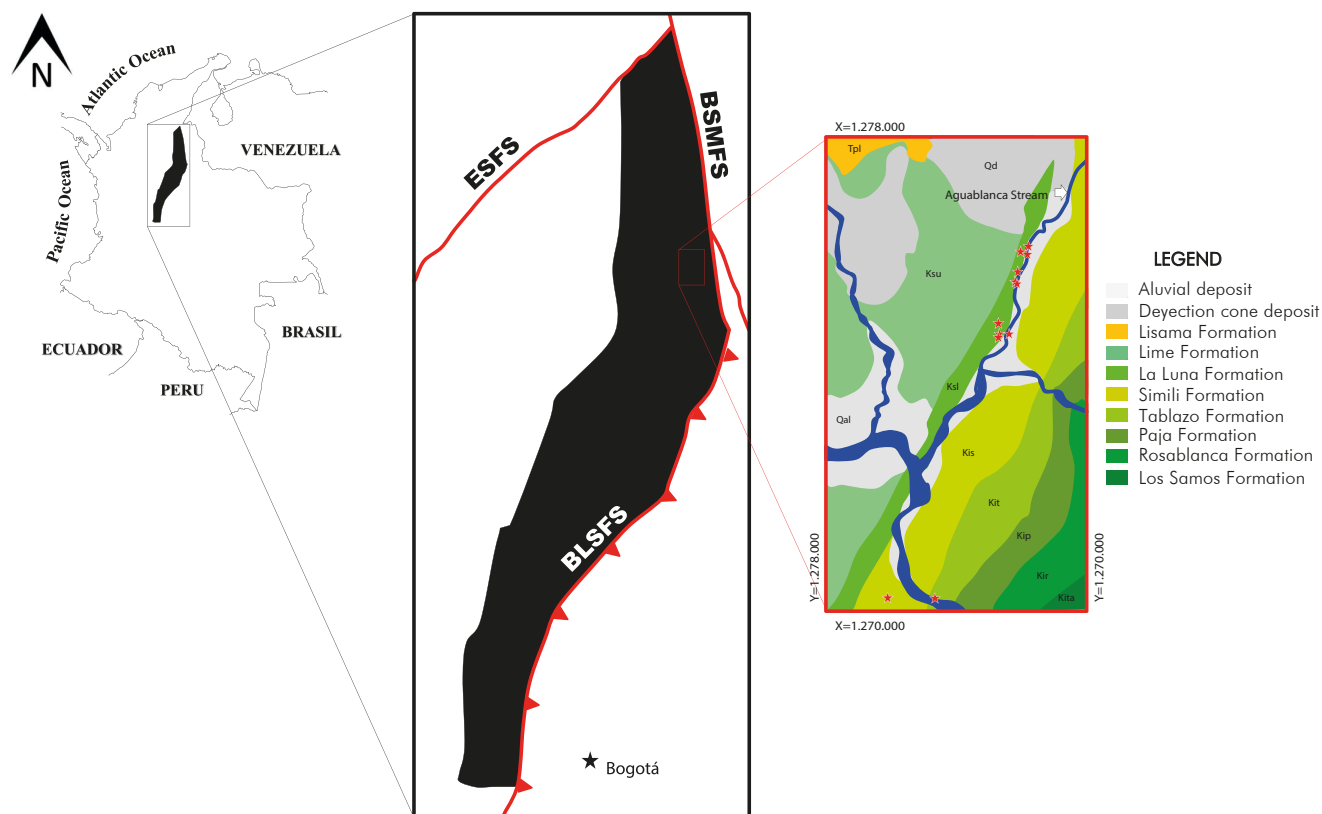 N
Atlantic Ocean
Pacific Ocean
VENEZUELA
BRASIL
ECUADOR
PERU
ESFS
BSMFS
BLSFS
Bogotá
X=1.278.000
Tpl
Qd
Aguablanca Stream
Ksu
Ksl
Qal
Kis
Kit
Kip
Kir
Kita
Y=1.278.000
Y=1.270.000
X=1.270.000
LEGEND
Aluvial deposit
Deyection cone deposit
Lisama Formation
Lime Formation
La Luna Formation
Simili Formation
Tablazo Formation
Paja Formation
Rosablanca Formation
Los Samos Formation